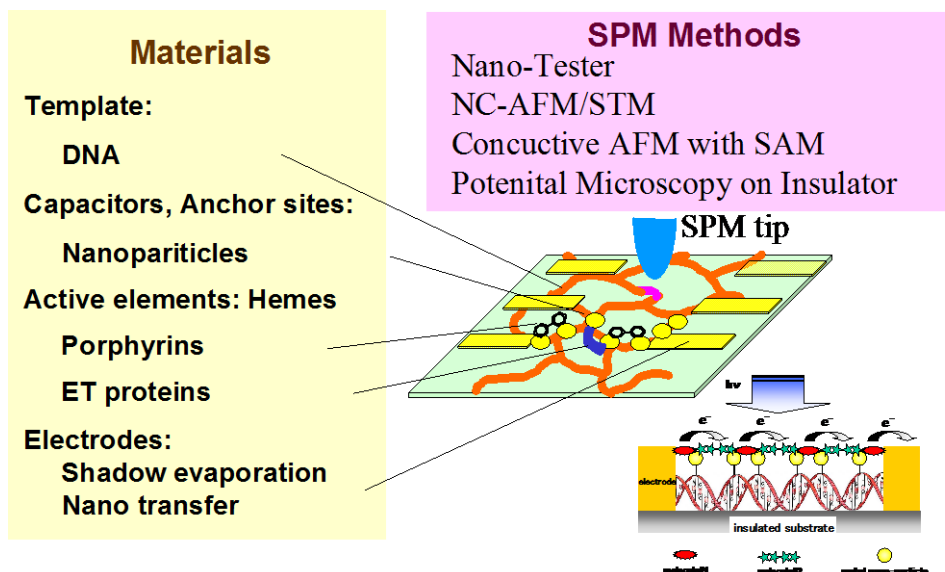 Materials
Template:
DNA
Capacitors, Anchor sites:
Nanopariticles
Active elements: Hemes
Porphyrins
ET proteins
Electrodes:
Shadow evaporation
Nano transfer
SPM Methods
Nano-Tester
NC-AFM/STM
Concuctive AFM with SAM
Potenital Microscopy on Insulator
SPM tip
hν
e⁻ e⁻ e⁻ e⁻
electrode
insulated substrate